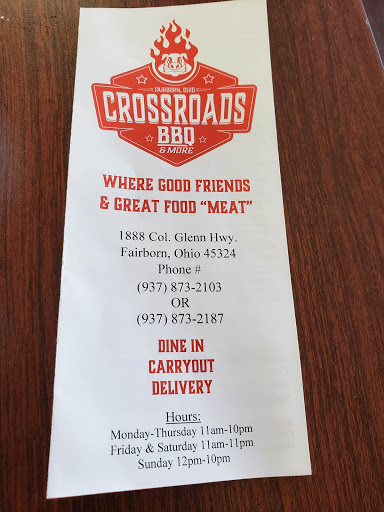 FAIRBORN, OHIO
CROSSROADS
BBQ
& MORE
WHERE GOOD FRIENDS
& GREAT FOOD “MEAT”
1888 Col. Glenn Hwy.
Fairborn, Ohio 45324
Phone #
(937) 873-2103
OR
(937) 873-2187
DINE IN
CARRYOUT
DELIVERY
Hours:
Monday-Thursday 11am-10pm
Friday & Saturday 11am-11pm
Sunday 12pm-10pm